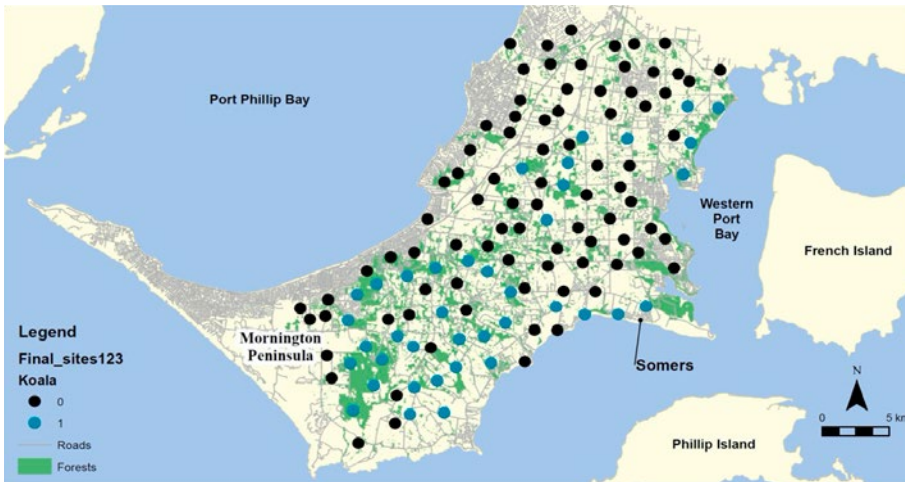 Port Phillip Bay
Western
Port
Bay
French Island
Legend
Final_sites123
Koala
0
1
Roads
Forests
Mornington
Peninsula
Somers
N
0 5 km
Phillip Island